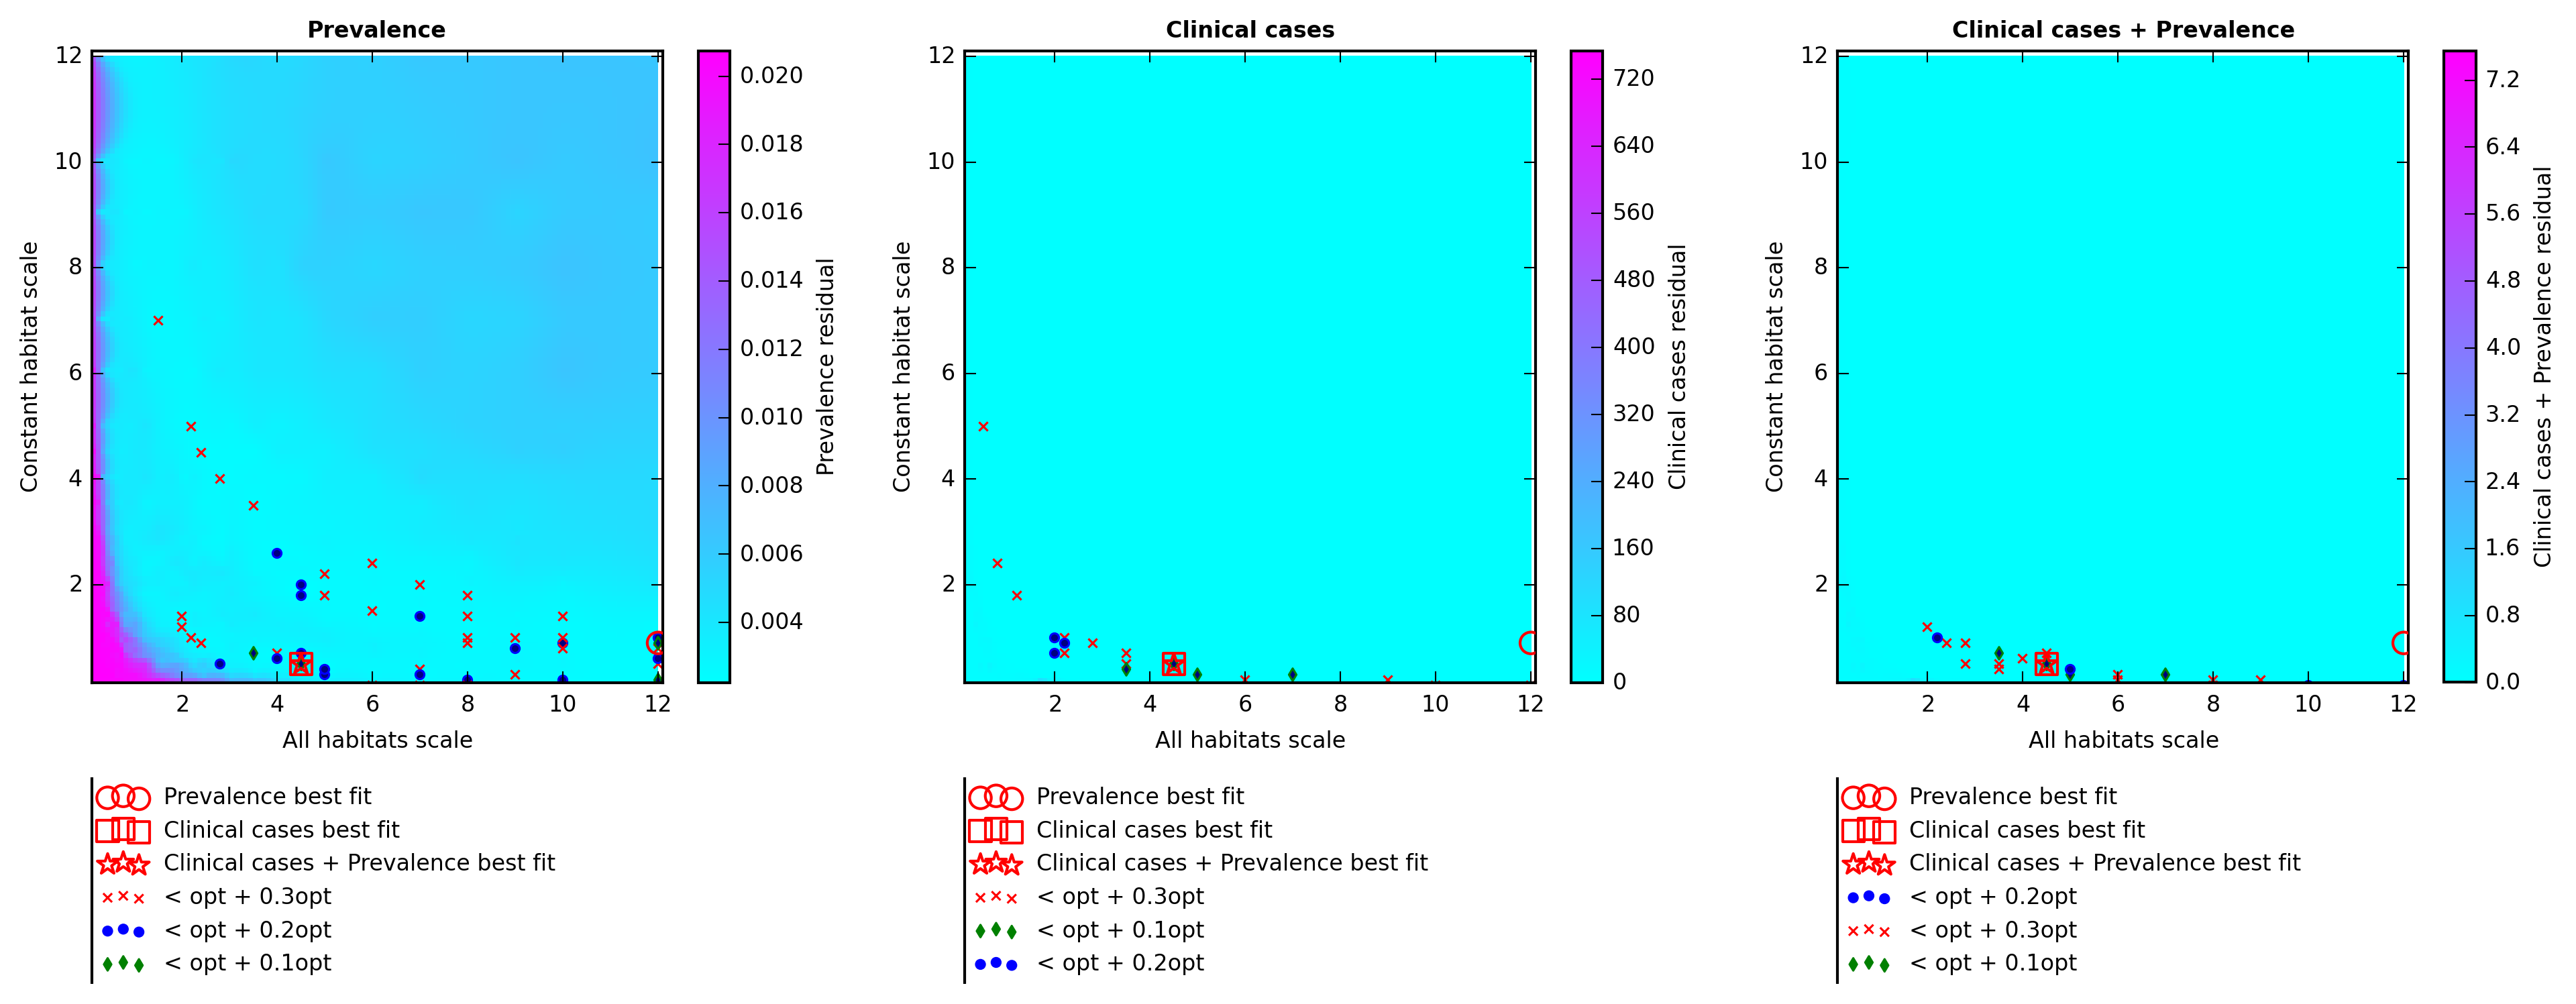 Prevalence
12
10
8
6
4
2
Constant habitat scale
2 4 6 8 10 12
All habitats scale
0.020
0.018
0.016
0.014
0.012
0.010
0.008
0.006
0.004
Prevalence residual
Prevalence best fit
Clinical cases best fit
Clinical cases + Prevalence best fit
< opt + 0.3opt
< opt + 0.2opt
< opt + 0.1opt
Clinical cases
12
10
8
6
4
2
Constant habitat scale
2 4 6 8 10 12
All habitats scale
720
640
560
480
400
320
240
160
80
0
Clinical cases residual
Prevalence best fit
Clinical cases best fit
Clinical cases + Prevalence best fit
< opt + 0.3opt
< opt + 0.1opt
< opt + 0.2opt
Clinical cases + Prevalence
12
10
8
6
4
2
Constant habitat scale
2 4 6 8 10 12
All habitats scale
7.2
6.4
5.6
4.8
4.0
3.2
2.4
1.6
0.8
0.0
Clinical cases + Prevalence residual
Prevalence best fit
Clinical cases best fit
Clinical cases + Prevalence best fit
< opt + 0.2opt
< opt + 0.3opt
< opt + 0.1opt